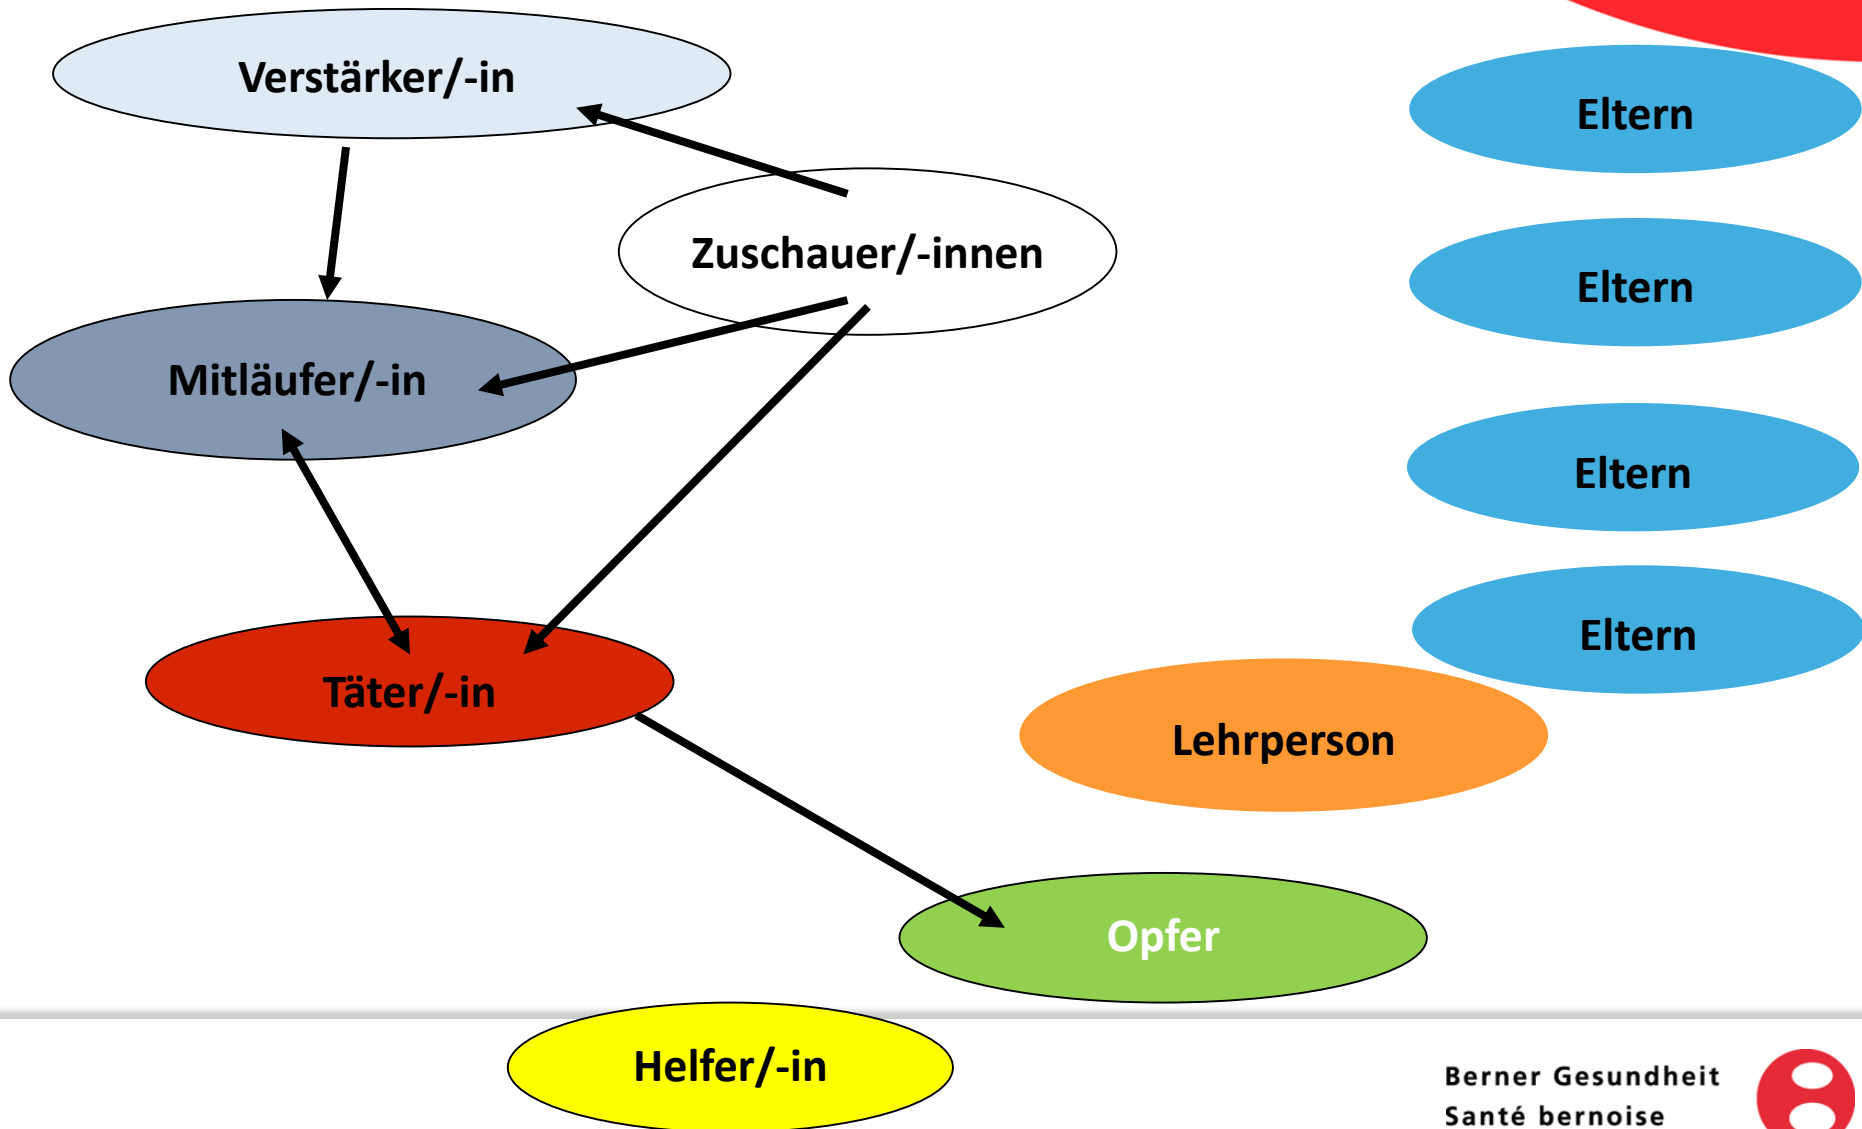 Verstärker/-in
Eltern
Zuschauer/-innen
Eltern
Mitläufer/-in
Eltern
Eltern
Täter/-in
Lehrperson
Opfer
Helfer/-in
Berner Gesundheit
Santé bernoise